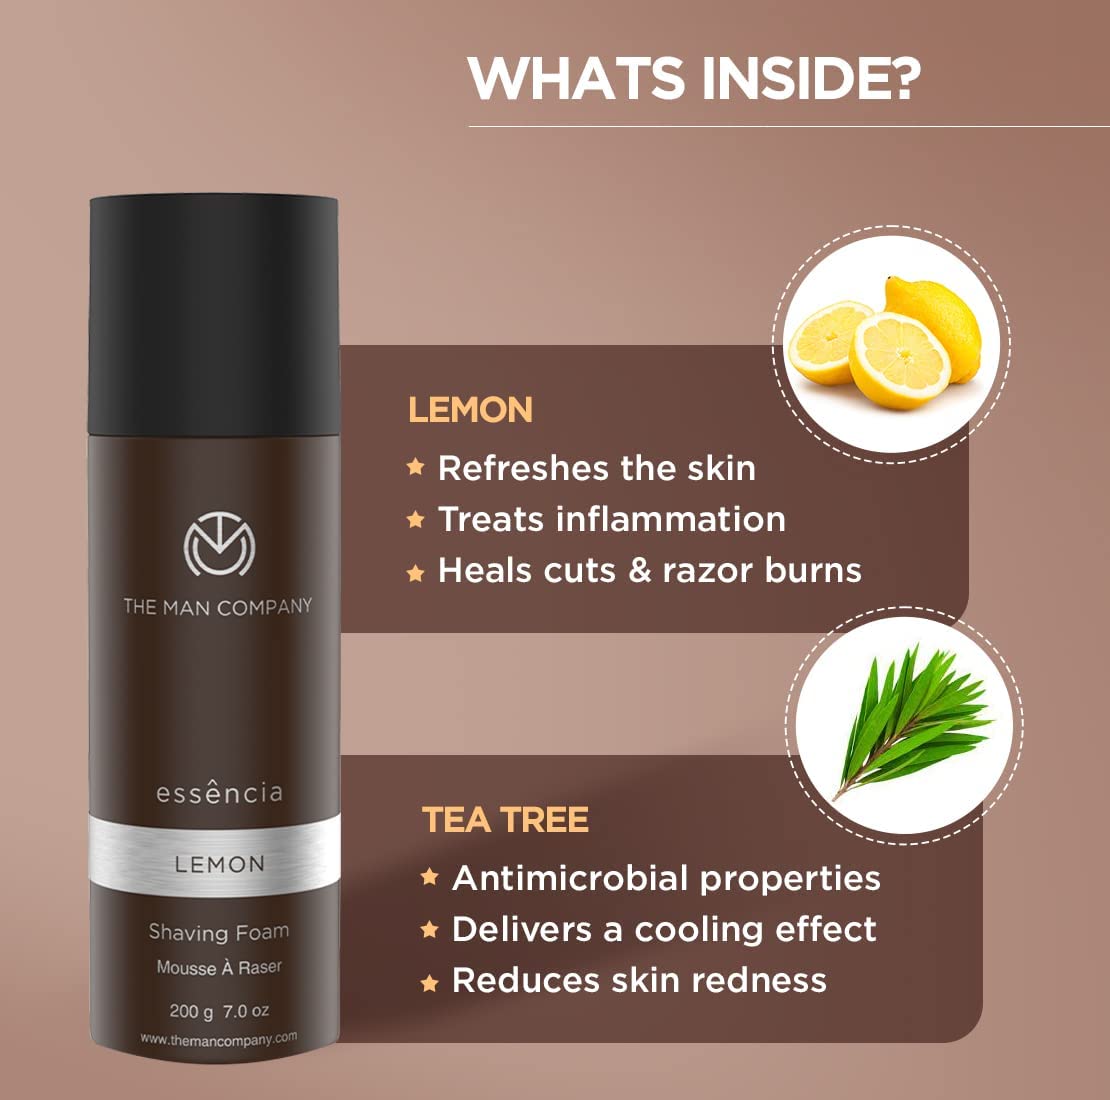 WHATS INSIDE?
THE MAN COMPANY
essência
LEMON
Shaving Foam
Mousse À Raser
200 g 7.0 oz
www.themancompany.com
LEMON
Refreshes the skin
Treats inflammation
Heals cuts & razor burns
TEA TREE
Antimicrobial properties
Delivers a cooling effect
Reduces skin redness